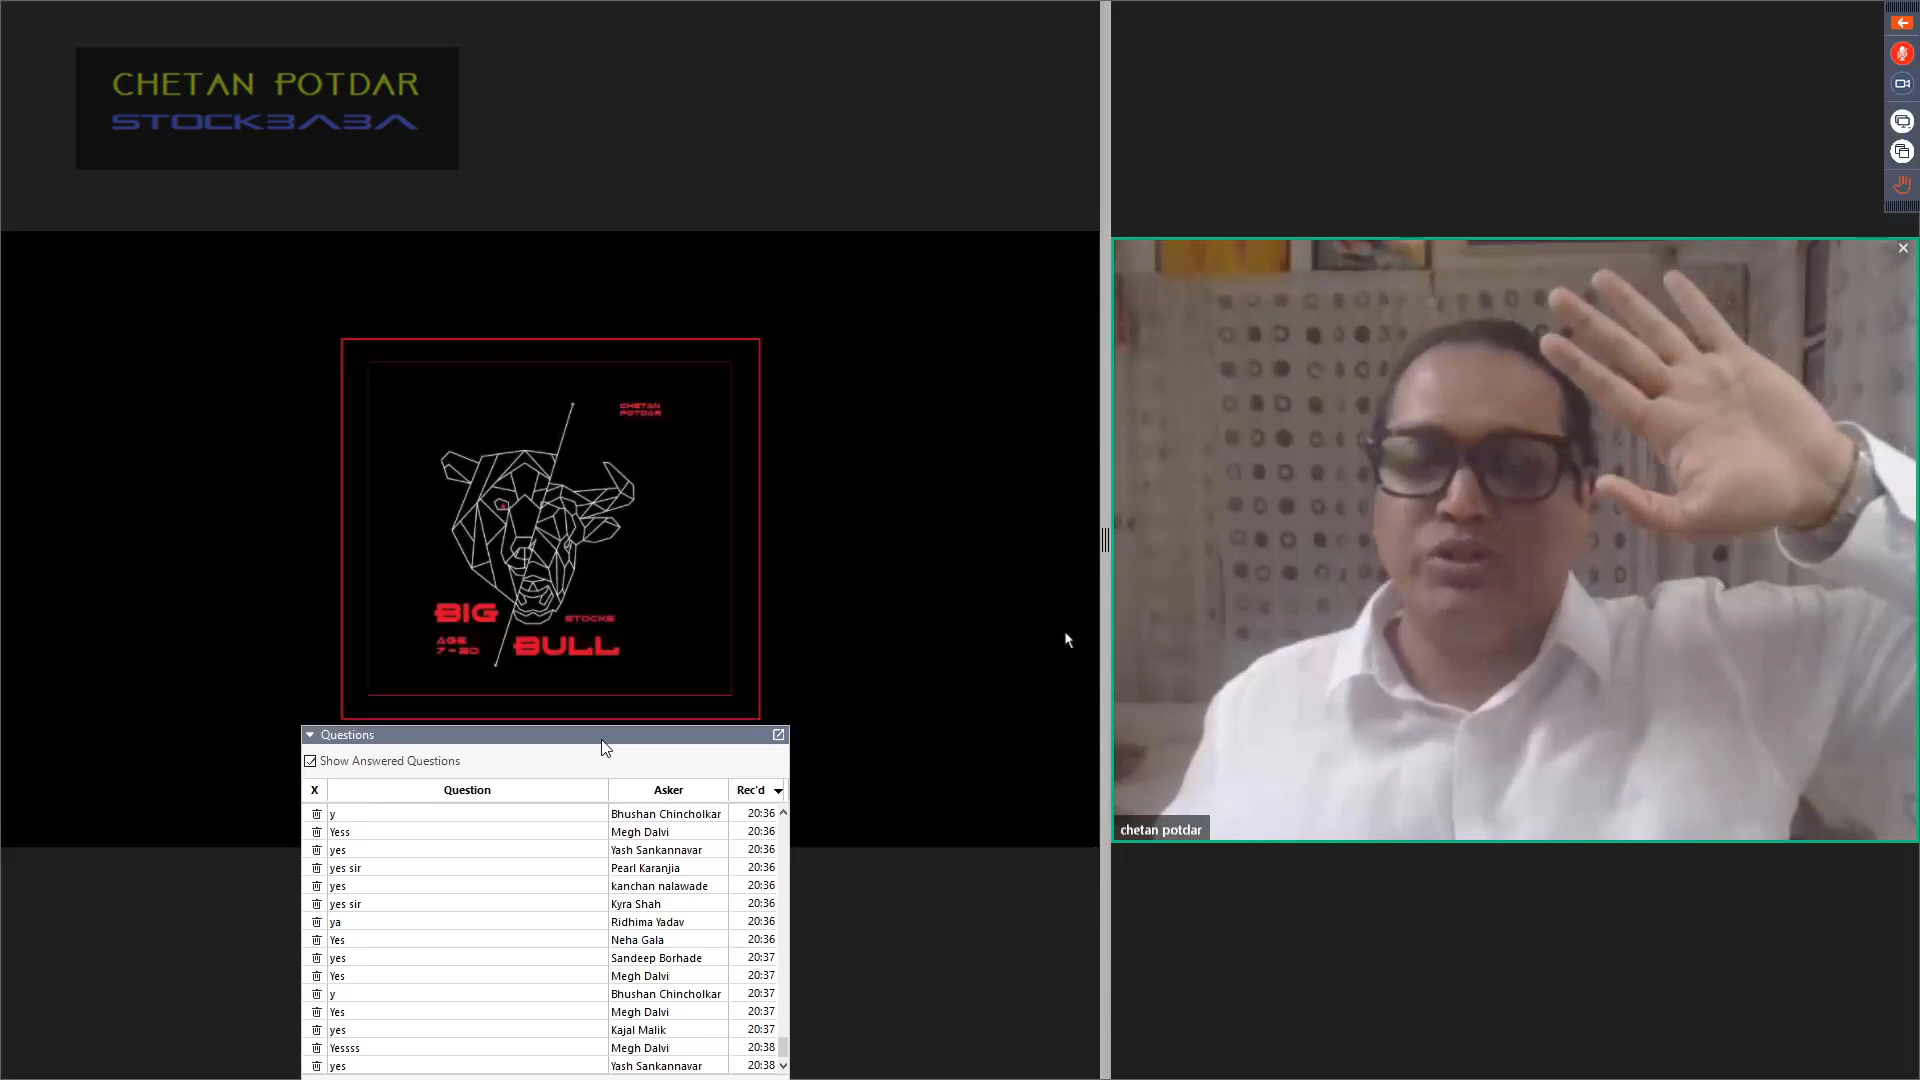 CHETAN POTDAR
STOCKBABA
CHETAN
POTDAR
BIG
STOCKS
AGE
7-20
BULL
Questions
Show Answered Questions
X Question Asker Rec'd
y Bhushan Chincholkar 20:36
Yess Megh Dalvi 20:36
yes Yash Sankannavar 20:36
yes sir Pearl Karanjia 20:36
yes kanchan nalawade 20:36
yes sir Kyra Shah 20:36
ya Ridhima Yadav 20:36
Yes Neha Gala 20:36
yes Sandeep Borhade 20:37
Yes Megh Dalvi 20:37
y Bhushan Chincholkar 20:37
Yes Megh Dalvi 20:37
yes Kajal Malik 20:37
Yessss Megh Dalvi 20:38
yes Yash Sankannavar 20:38
chetan potdar